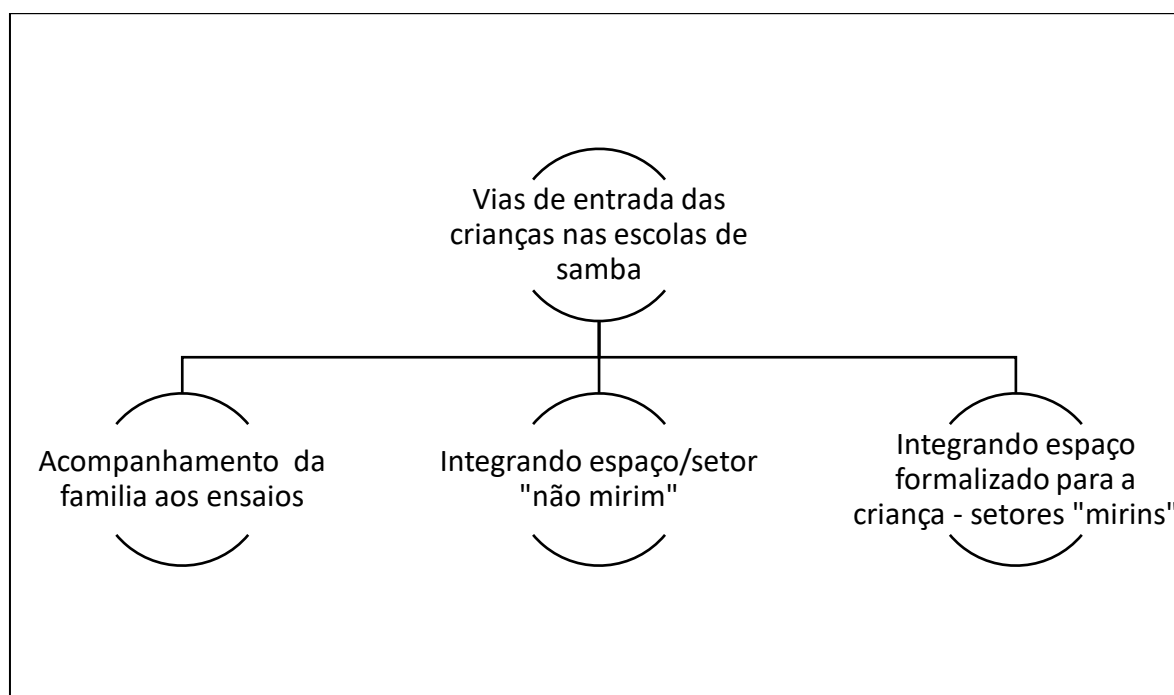 Vias de entrada das
crianças nas escolas de
samba
Acompanhamento da
familia aos ensaios
Integrando espaço/setor
"não mirim"
Integrando espaço
formalizado para a
criança - setores "mirins"